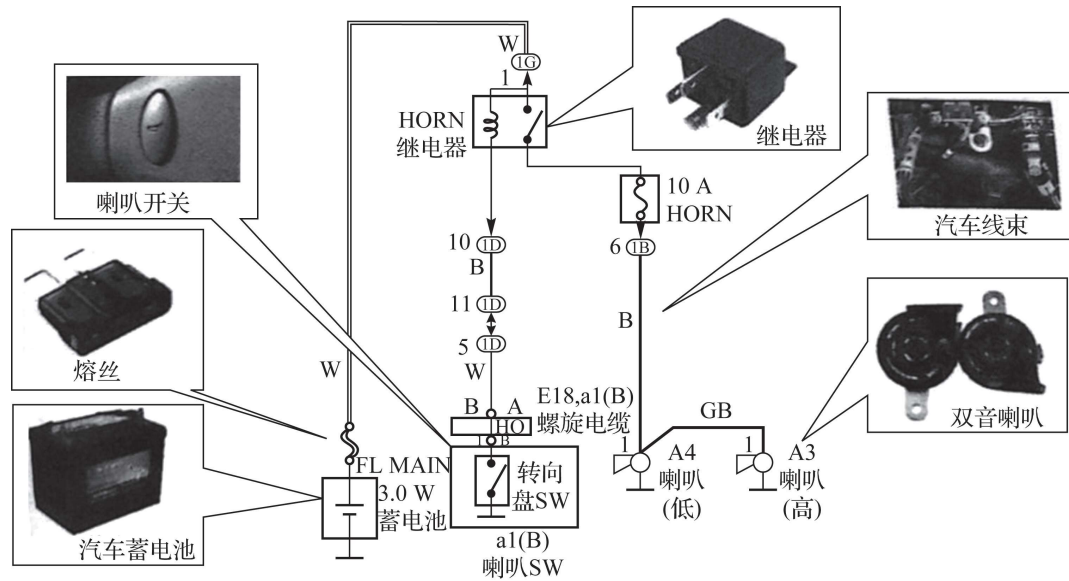 W
1G
1
HORN
继电器
继电器
喇叭开关
10 A
HORN
汽车线束
10 1D
6 1B
B
11 1D
B
5 1D
熔丝
W
W
B A
E18,a1(B)
螺旋电缆
HO
1 B
GB
双音喇叭
FL MAIN
3.0 W
蓄电池
转向
盘SW
1
A4
喇叭
(低)
1
A3
喇叭
(高)
汽车蓄电池
a1(B)
喇叭SW